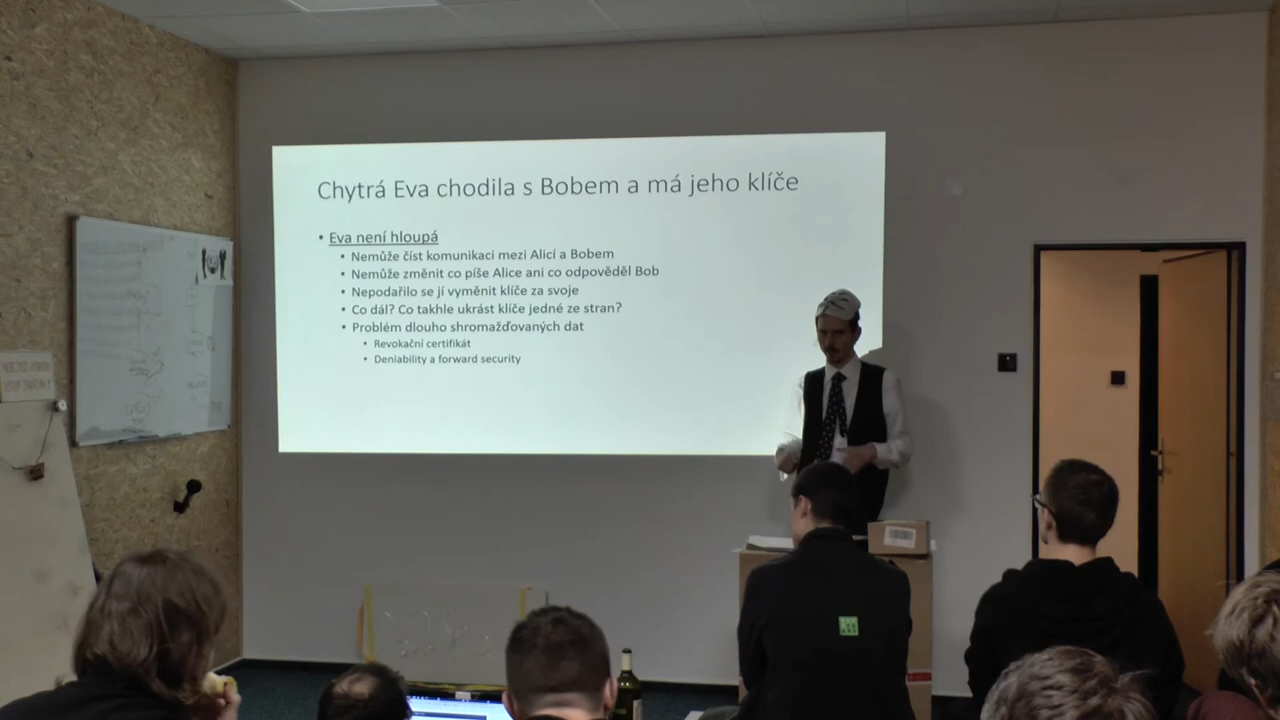 Chytrá Eva chodila s Bobem a má jeho klíče
• Eva není hloupá
• Nemůže číst komunikaci mezi Alicí a Bobem
• Nemůže změnit co píše Alice ani co odpověděl Bob
• Nepodařilo se jí vyměnit klíče za svoje
• Co dál? Co takhle ukrást klíče jedné ze stran?
• Problém dlouho shromažďovaných dat
• Revokační certifikát
• Deniability a forward security